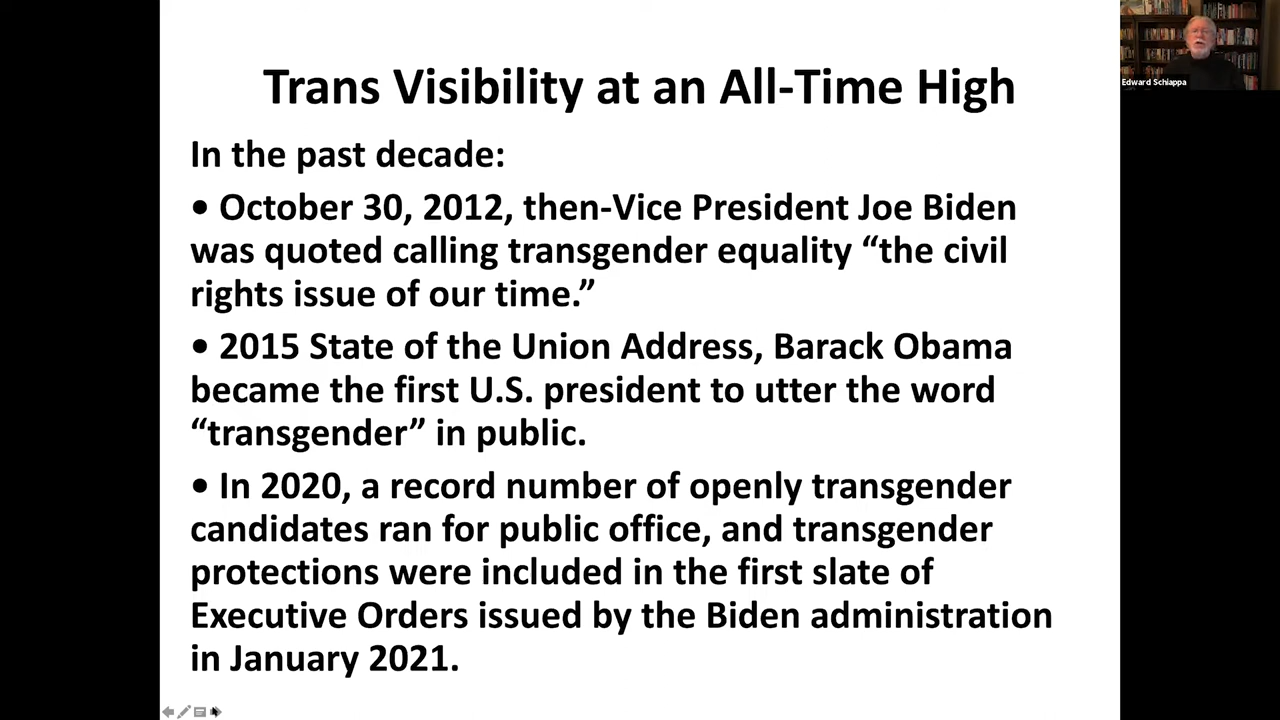 Trans Visibility at an All-Time High
Edward Schiappa
In the past decade:
• October 30, 2012, then-Vice President Joe Biden
was quoted calling transgender equality “the civil
rights issue of our time.”
• 2015 State of the Union Address, Barack Obama
became the first U.S. president to utter the word
“transgender” in public.
• In 2020, a record number of openly transgender
candidates ran for public office, and transgender
protections were included in the first slate of
Executive Orders issued by the Biden administration
in January 2021.